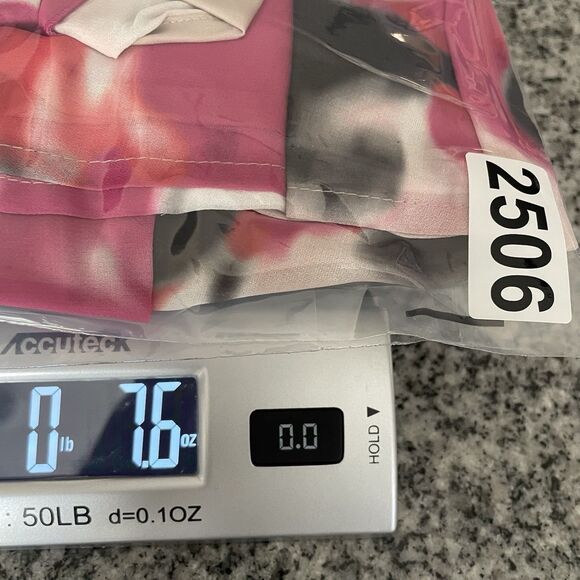 2506
Accuteck
0 lb 7.6 oz
0.0
HOLD
: 50LB d=0.1OZ